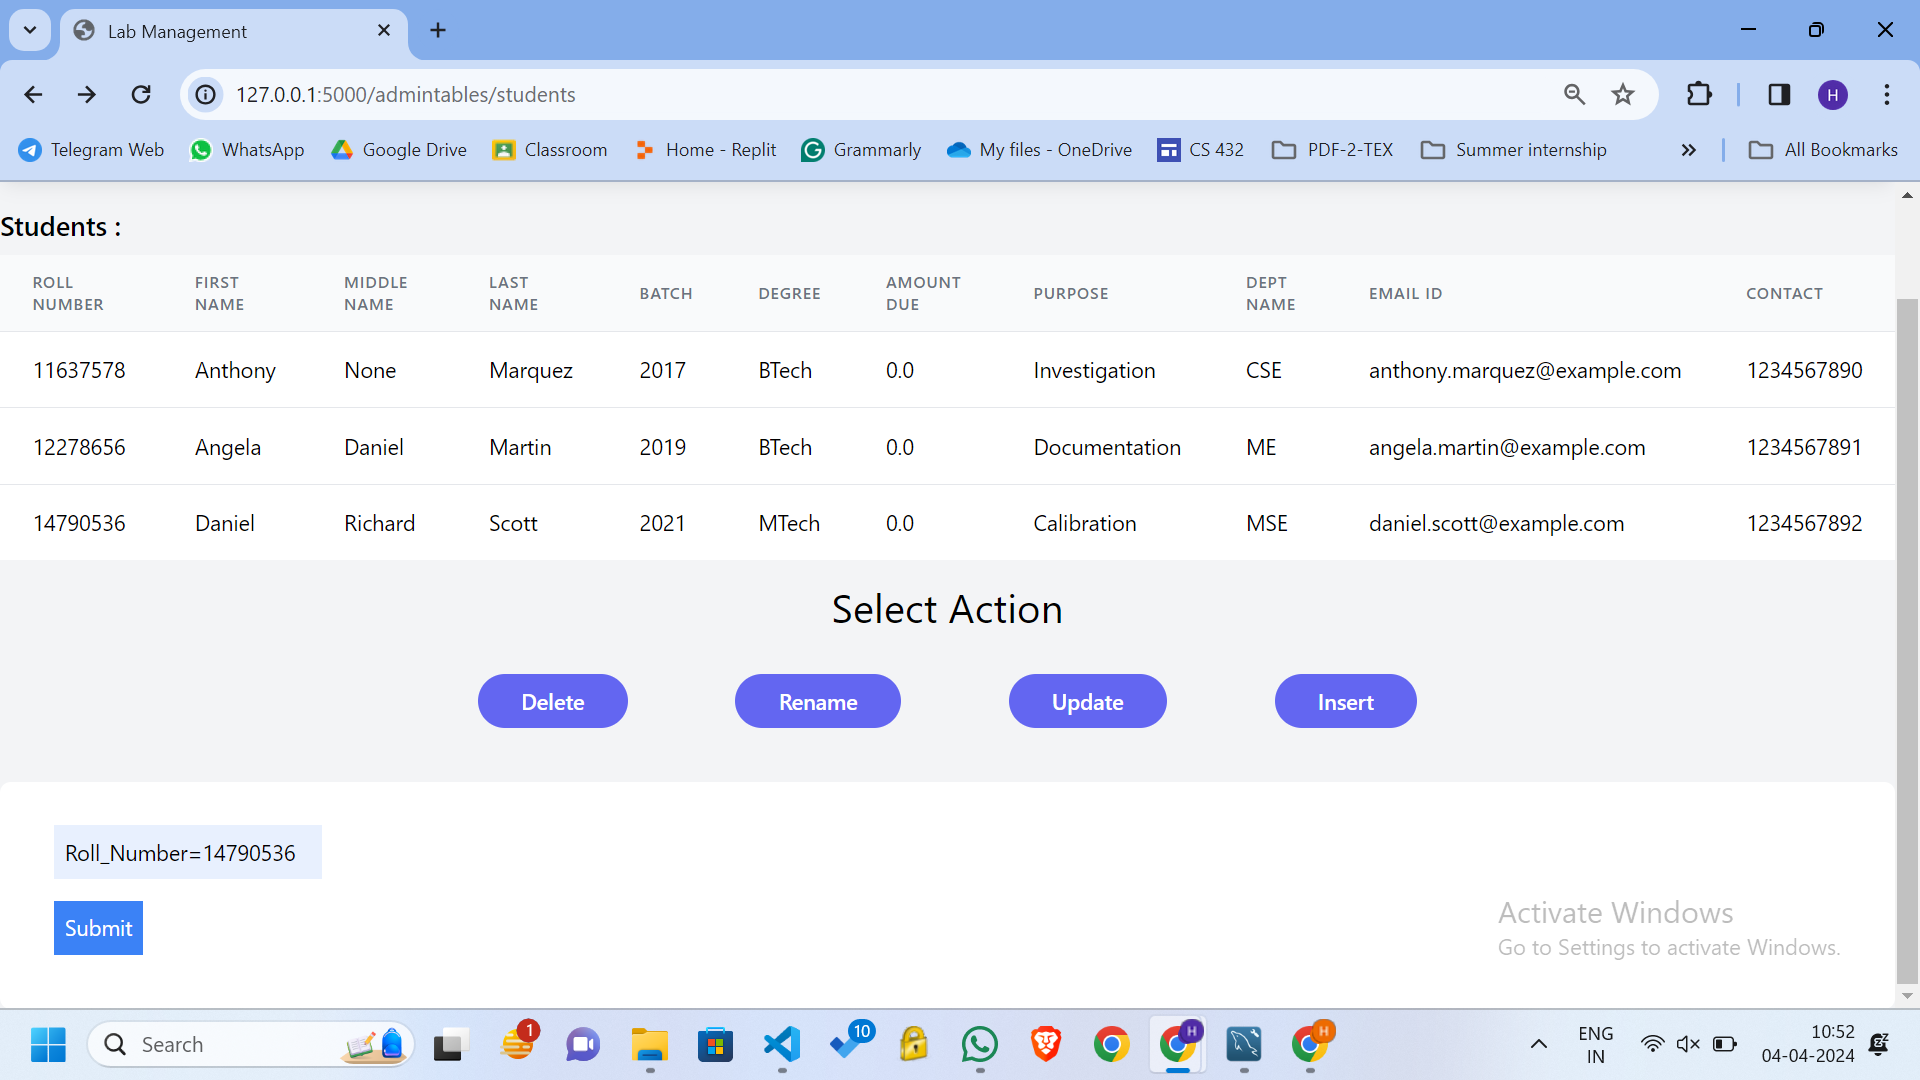 Lab Management
127.0.0.1:5000/admintables/students
H
Telegram Web WhatsApp Google Drive Classroom Home - Replit Grammarly My files - OneDrive CS 432 PDF-2-TEX Summer internship » All Bookmarks
Students :
ROLL NUMBER FIRST NAME MIDDLE NAME LAST NAME BATCH DEGREE AMOUNT DUE PURPOSE DEPT NAME EMAIL ID CONTACT
11637578 Anthony None Marquez 2017 BTech 0.0 Investigation CSE anthony.marquez@example.com 1234567890
12278656 Angela Daniel Martin 2019 BTech 0.0 Documentation ME angela.martin@example.com 1234567891
14790536 Daniel Richard Scott 2021 MTech 0.0 Calibration MSE daniel.scott@example.com 1234567892
Select Action
Delete Rename Update Insert
Roll_Number=14790536
Submit
Activate Windows
Go to Settings to activate Windows.
Search 1 10 H H ENG IN 10:52
04-04-2024